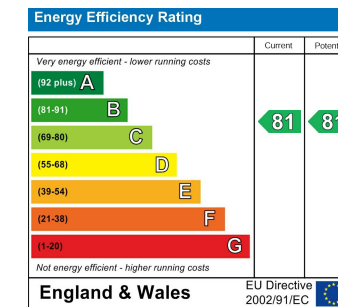 Energy Efficiency Rating
Current Poten
Very energy efficient - lower running costs
(92 plus) A
(81-91) B
81 81
(69-80) C
(55-68) D
(39-54) E
(21-38) F
(1-20) G
Not energy efficient - higher running costs
England & Wales
EU Directive
2002/91/EC